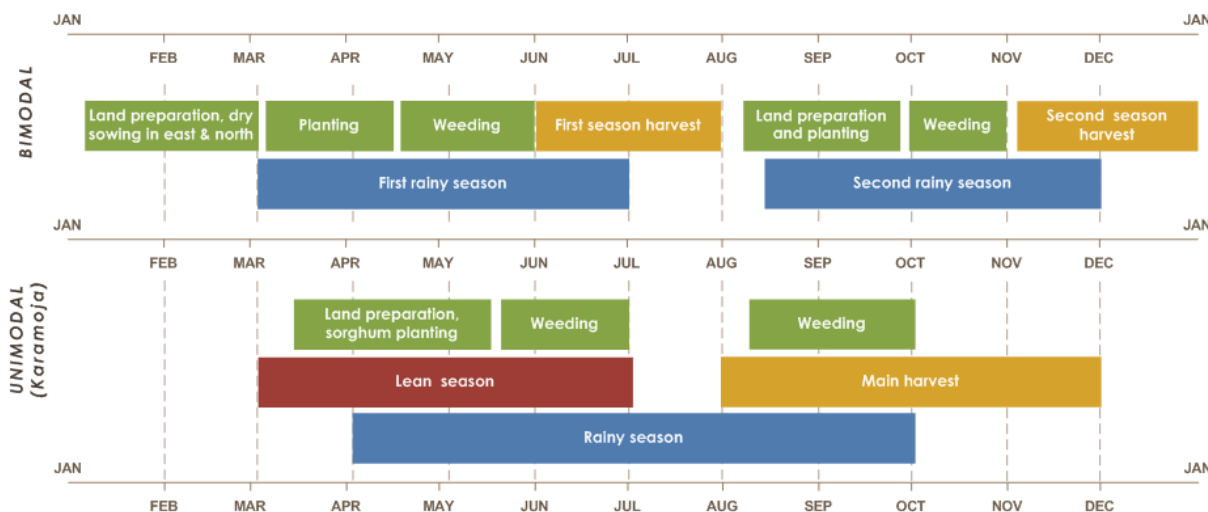 JAN JAN
FEB MAR APR MAY JUN JUL AUG SEP OCT NOV DEC
BIMODAL
Land preparation, dry
sowing in east & north
Planting
Weeding
First season harvest
Land preparation
and planting
Weeding
Second season
harvest
First rainy season
Second rainy season
JAN JAN
FEB MAR APR MAY JUN JUL AUG SEP OCT NOV DEC
UNIMODAL
(Karamoja)
Land preparation,
sorghum planting
Weeding
Weeding
Lean season
Main harvest
Rainy season
JAN JAN
FEB MAR APR MAY JUN JUL AUG SEP OCT NOV DEC